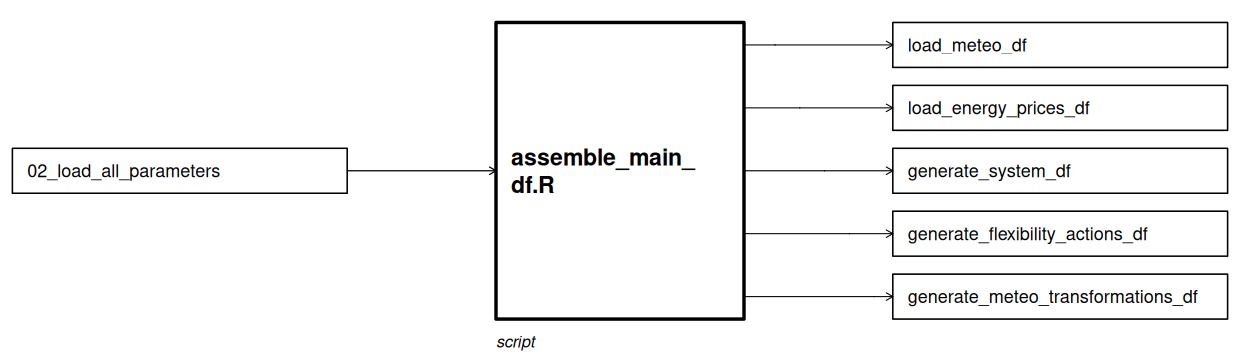 02_load_all_parameters
assemble_main_
df.R
script
load_meteo_df
load_energy_prices_df
generate_system_df
generate_flexibility_actions_df
generate_meteo_transformations_df